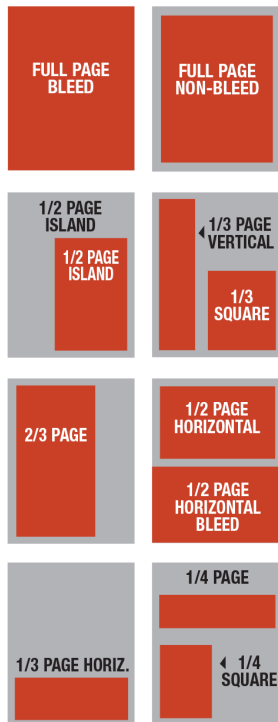 FULL PAGE
BLEED
FULL PAGE
NON-BLEED
1/2 PAGE
ISLAND
1/2 PAGE
ISLAND
1/3 PAGE
VERTICAL
1/3
SQUARE
2/3 PAGE
1/2 PAGE
HORIZONTAL
1/2 PAGE
HORIZONTAL
BLEED
1/3 PAGE HORIZ.
1/4 PAGE
1/4
SQUARE